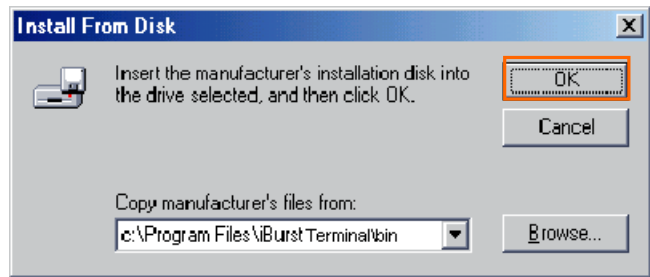 Install From Disk
Insert the manufacturer's installation disk into
the drive selected, and then click OK.
OK
Cancel
Copy manufacturer's files from:
c:\Program Files\iBurst Terminal\bin
Browse...